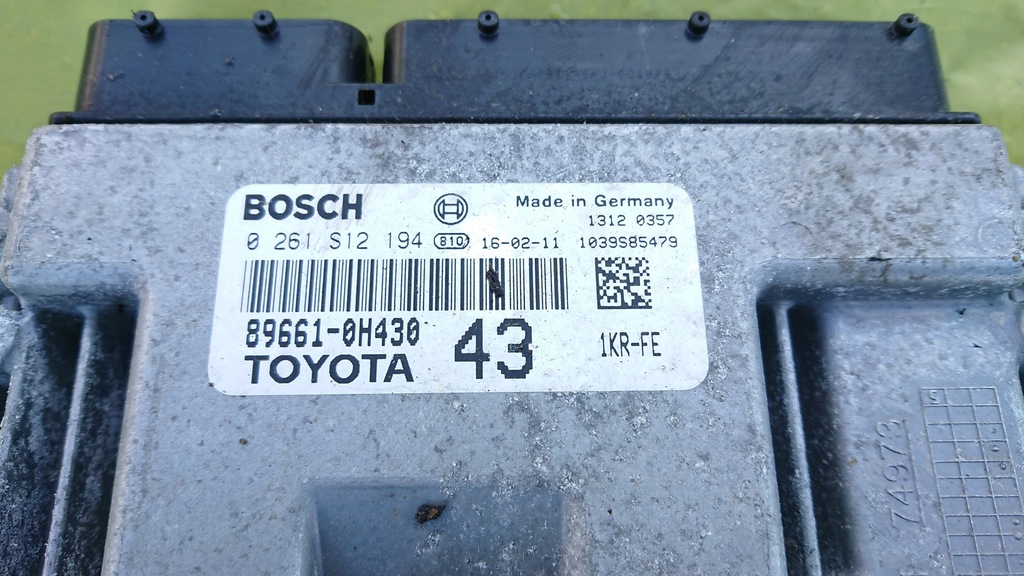 BOSCH
Made in Germany
1312 0357
0 261 S12 194 810 16-02-11 1039S85479
89661-0H430
43
1KR-FE
TOYOTA
74973
S